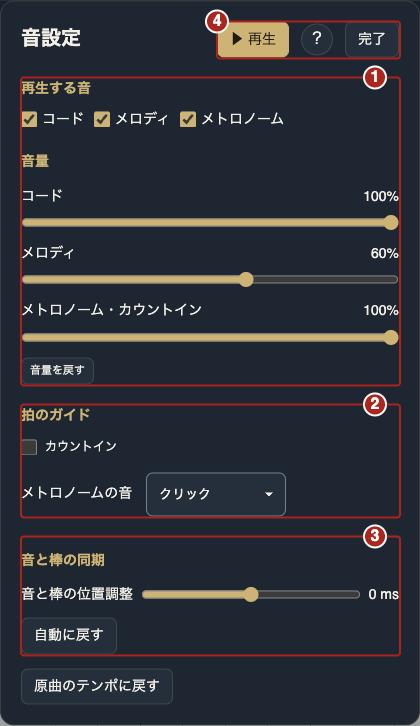 音設定 4 ▶ 再生 ? 完了
1
再生する音
コード メロディ メトロノーム
音量
コード 100%
メロディ 60%
メトロノーム・カウントイン 100%
音量を戻す
2
拍のガイド
カウントイン
メトロノームの音 クリック
3
音と棒の同期
音と棒の位置調整 0 ms
自動に戻す
原曲のテンポに戻す